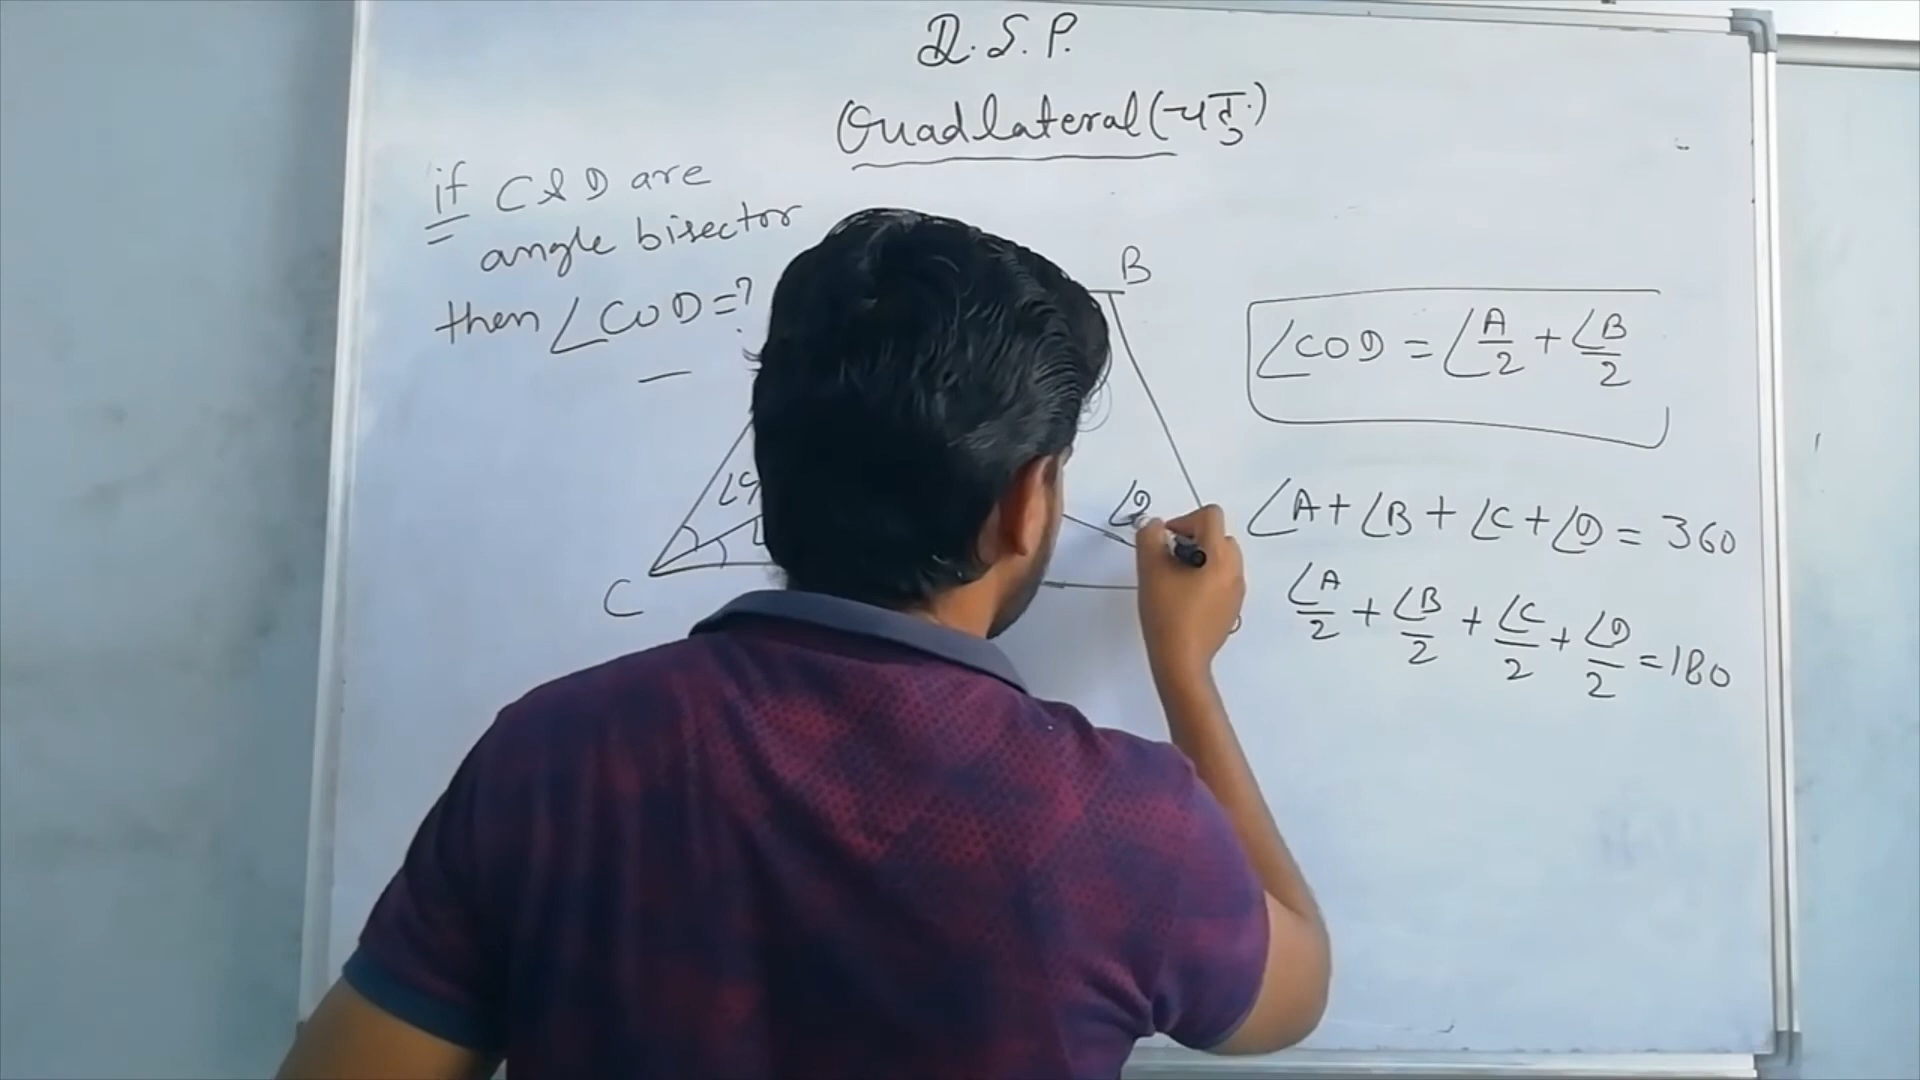 D.S.P.
Quadlateral (चतु.)
if C & D are
angle bisector
then ∠COD=?
B
∠COD = ∠A/2 + ∠B/2
∠A + ∠B + ∠C + ∠D = 360
∠A/2 + ∠B/2 + ∠C/2 + ∠D/2 = 180
C